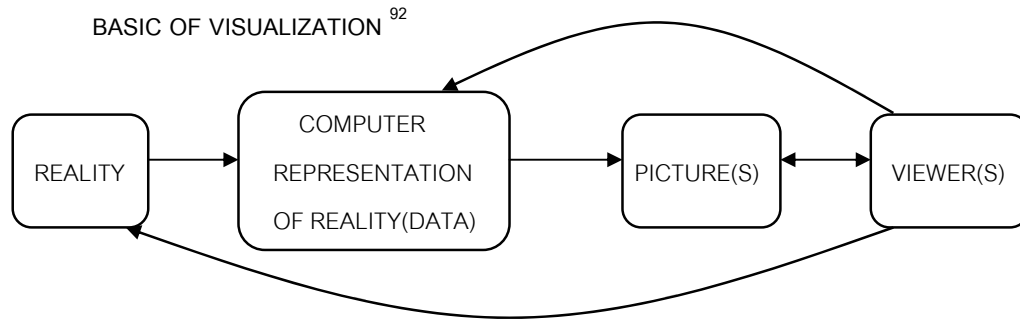 BASIC OF VISUALIZATION 92
REALITY
COMPUTER
REPRESENTATION
OF REALITY(DATA)
PICTURE(S)
VIEWER(S)